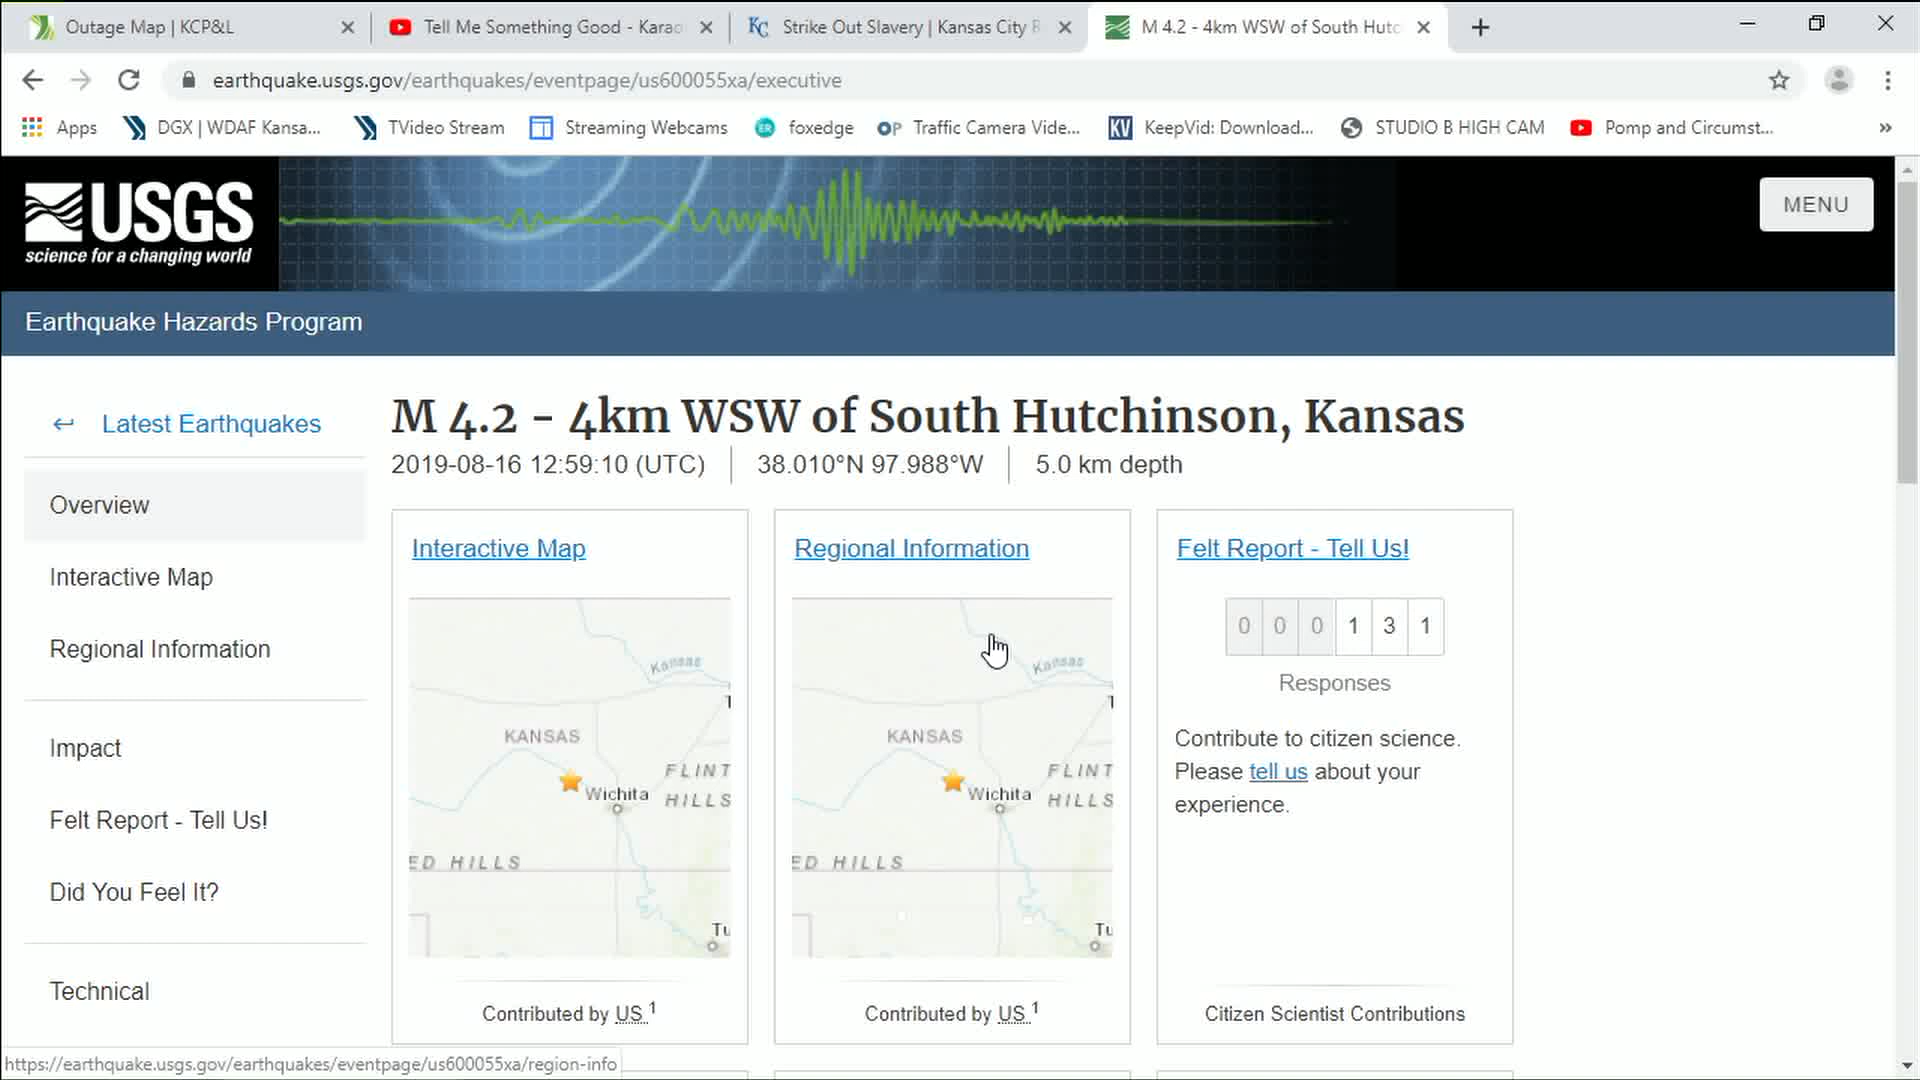 Outage Map | KCP&L
Tell Me Something Good - Karao
Strike Out Slavery | Kansas City R
M 4.2 - 4km WSW of South Hutc
earthquake.usgs.gov/earthquakes/eventpage/us600055xa/executive
Apps
DGX | WDAF Kansa...
TVideo Stream
Streaming Webcams
foxedge
Traffic Camera Vide...
KeepVid: Download...
STUDIO B HIGH CAM
Pomp and Circumst...
USGS
science for a changing world
MENU
Earthquake Hazards Program
Latest Earthquakes
Overview
Interactive Map
Regional Information
Impact
Felt Report - Tell Us!
Did You Feel It?
Technical
M 4.2 - 4km WSW of South Hutchinson, Kansas
2019-08-16 12:59:10 (UTC) 38.010°N 97.988°W 5.0 km depth
Interactive Map
Kansas
T
KANSAS
FLINT
HILLS
Wichita
ED HILLS
Tu
Contributed by US 1
Regional Information
Kansas
T
KANSAS
FLINT
HILLS
Wichita
ED HILLS
Tu
Contributed by US 1
Felt Report - Tell Us!
0 0 0 1 3 1
Responses
Contribute to citizen science.
Please tell us about your
experience.
Citizen Scientist Contributions
https://earthquake.usgs.gov/earthquakes/eventpage/us600055xa/region-info